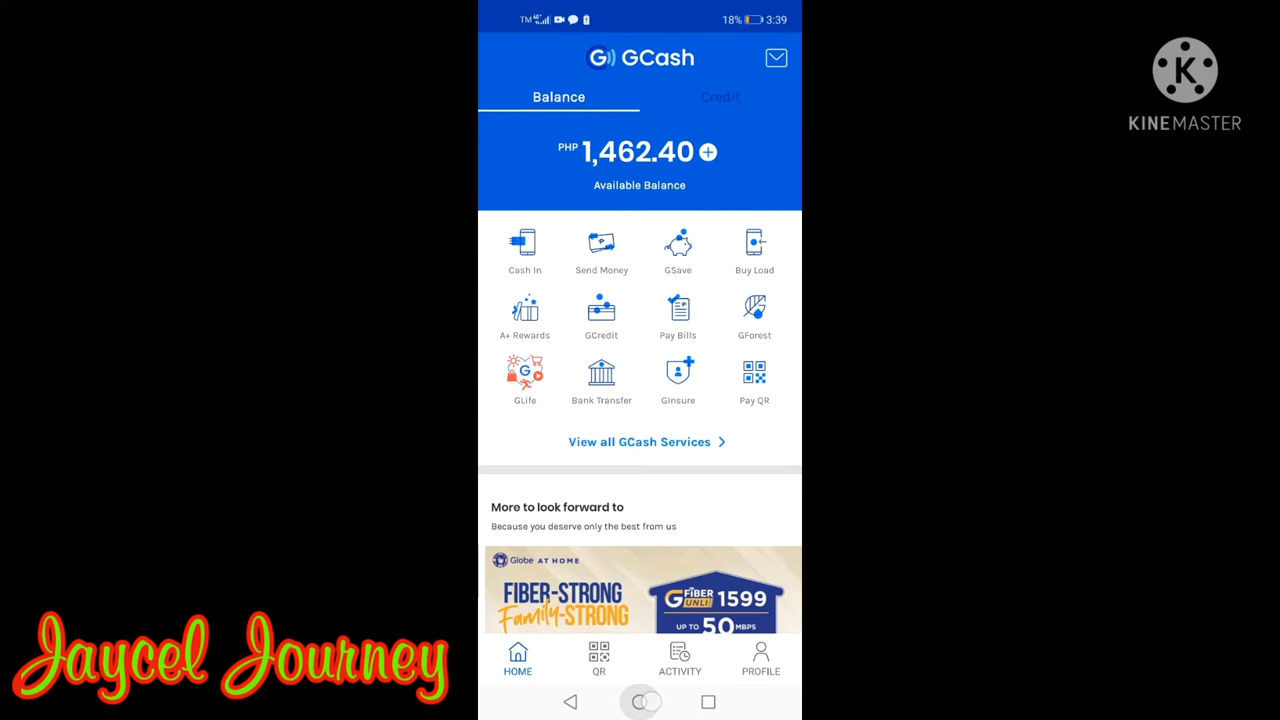 TM 4G 18% 3:39
G GCash
Balance Credit
PHP 1,462.40
Available Balance
Cash In Send Money GSave Buy Load
A+ Rewards GCredit Pay Bills GForest
G
GLife Bank Transfer GInsure Pay QR
View all GCash Services
More to look forward to
Because you deserve only the best from us
Globe AT HOME
FIBER-STRONG
Family-STRONG
GFIBER UNLI 1599
UP TO 50 MBPS
HOME QR ACTIVITY PROFILE
K
KINEMASTER
Jaycel Journey